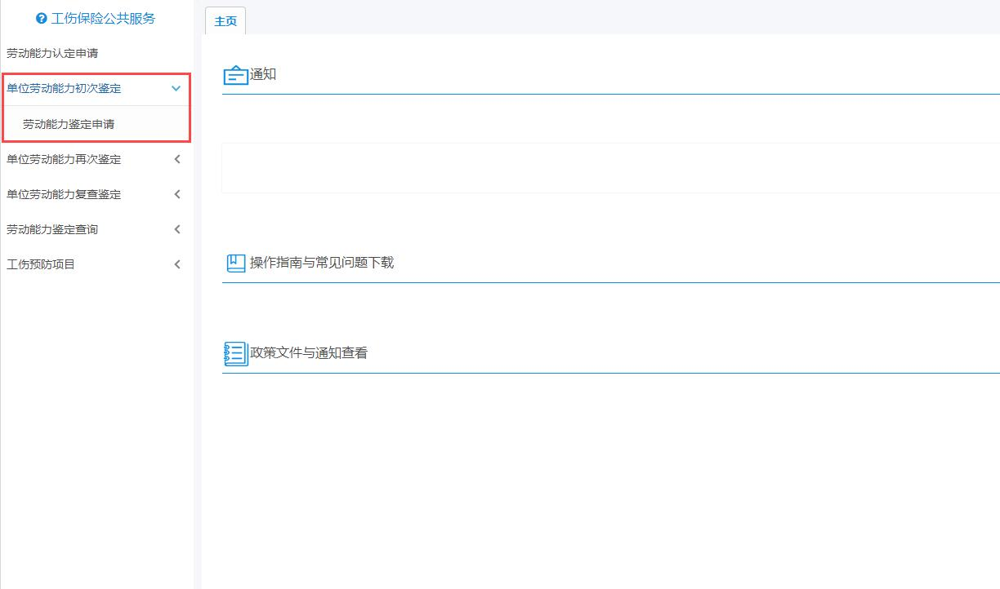 工伤保险公共服务
劳动能力认定申请
单位劳动能力初次鉴定
劳动能力鉴定申请
单位劳动能力再次鉴定
单位劳动能力复查鉴定
劳动能力鉴定查询
工伤预防项目
主页
通知
操作指南与常见问题下载
政策文件与通知查看